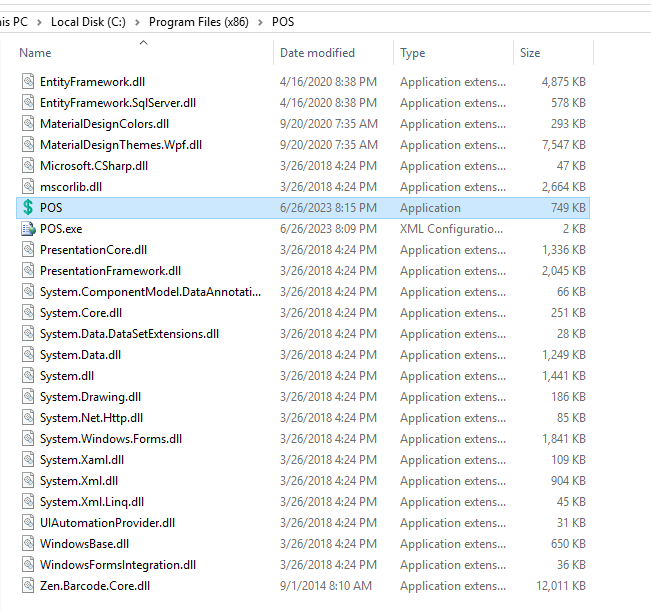 his PC > Local Disk (C:) > Program Files (x86) > POS
Name Date modified Type Size
EntityFramework.dll 4/16/2020 8:38 PM Application extens... 4,875 KB
EntityFramework.SqlServer.dll 4/16/2020 8:38 PM Application extens... 578 KB
MaterialDesignColors.dll 9/20/2020 7:35 AM Application extens... 293 KB
MaterialDesignThemes.Wpf.dll 9/20/2020 7:35 AM Application extens... 7,547 KB
Microsoft.CSharp.dll 3/26/2018 4:24 PM Application extens... 47 KB
mscorlib.dll 3/26/2018 4:24 PM Application extens... 2,664 KB
POS 6/26/2023 8:15 PM Application 749 KB
POS.exe 6/26/2023 8:09 PM XML Configuratio... 2 KB
PresentationCore.dll 3/26/2018 4:24 PM Application extens... 1,336 KB
PresentationFramework.dll 3/26/2018 4:24 PM Application extens... 2,045 KB
System.ComponentModel.DataAnnotati... 3/26/2018 4:24 PM Application extens... 66 KB
System.Core.dll 3/26/2018 4:24 PM Application extens... 251 KB
System.Data.DataSetExtensions.dll 3/26/2018 4:24 PM Application extens... 28 KB
System.Data.dll 3/26/2018 4:24 PM Application extens... 1,249 KB
System.dll 3/26/2018 4:24 PM Application extens... 1,441 KB
System.Drawing.dll 3/26/2018 4:24 PM Application extens... 186 KB
System.Net.Http.dll 3/26/2018 4:24 PM Application extens... 85 KB
System.Windows.Forms.dll 3/26/2018 4:24 PM Application extens... 1,841 KB
System.Xaml.dll 3/26/2018 4:24 PM Application extens... 109 KB
System.Xml.dll 3/26/2018 4:24 PM Application extens... 904 KB
System.Xml.Linq.dll 3/26/2018 4:24 PM Application extens... 45 KB
UIAutomationProvider.dll 3/26/2018 4:24 PM Application extens... 31 KB
WindowsBase.dll 3/26/2018 4:24 PM Application extens... 650 KB
WindowsFormsIntegration.dll 3/26/2018 4:24 PM Application extens... 36 KB
Zen.Barcode.Core.dll 9/1/2014 8:10 AM Application extens... 12,011 KB